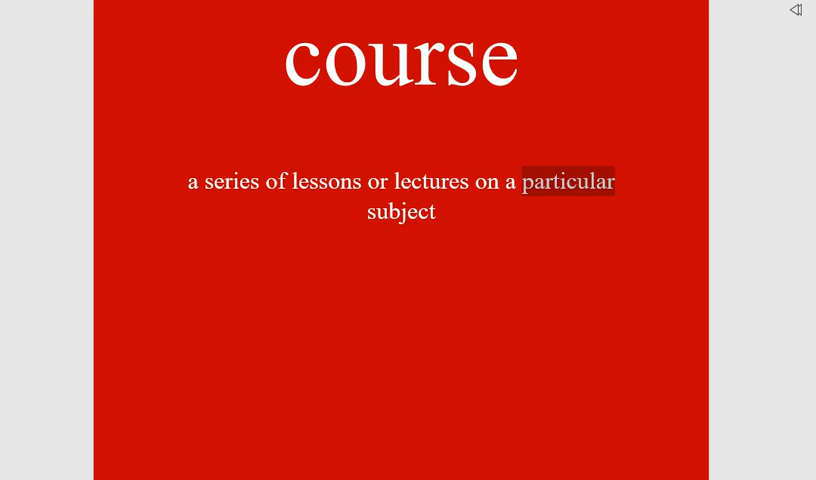 course
a series of lessons or lectures on a particular
subject